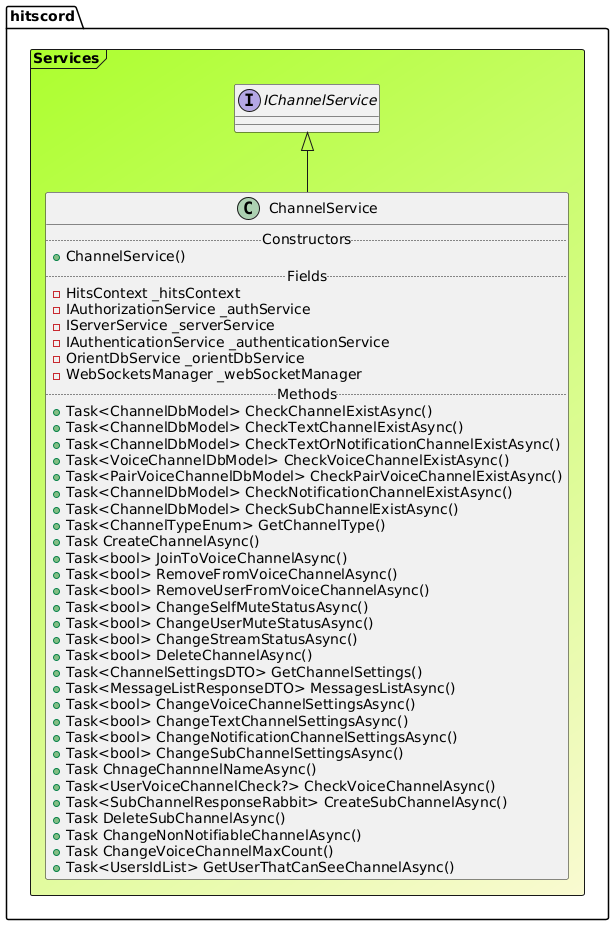 hitscord
Services
I IChannelService
C ChannelService
Constructors
ChannelService()
Fields
HitsContext _hitsContext
IAuthorizationService _authService
IServerService _serverService
IAuthenticationService _authenticationService
OrientDbService _orientDbService
WebSocketsManager _webSocketManager
Methods
Task<ChannelDbModel> CheckChannelExistAsync()
Task<ChannelDbModel> CheckTextChannelExistAsync()
Task<ChannelDbModel> CheckTextOrNotificationChannelExistAsync()
Task<VoiceChannelDbModel> CheckVoiceChannelExistAsync()
Task<PairVoiceChannelDbModel> CheckPairVoiceChannelExistAsync()
Task<ChannelDbModel> CheckNotificationChannelExistAsync()
Task<ChannelDbModel> CheckSubChannelExistAsync()
Task<ChannelTypeEnum> GetChannelType()
Task CreateChannelAsync()
Task<bool> JoinToVoiceChannelAsync()
Task<bool> RemoveFromVoiceChannelAsync()
Task<bool> RemoveUserFromVoiceChannelAsync()
Task<bool> ChangeSelfMuteStatusAsync()
Task<bool> ChangeUserMuteStatusAsync()
Task<bool> ChangeStreamStatusAsync()
Task<bool> DeleteChannelAsync()
Task<ChannelSettingsDTO> GetChannelSettings()
Task<MessageListResponseDTO> MessagesListAsync()
Task<bool> ChangeVoiceChannelSettingsAsync()
Task<bool> ChangeTextChannelSettingsAsync()
Task<bool> ChangeNotificationChannelSettingsAsync()
Task<bool> ChangeSubChannelSettingsAsync()
Task ChnageChannnelNameAsync()
Task<UserVoiceChannelCheck?> CheckVoiceChannelAsync()
Task<SubChannelResponseRabbit> CreateSubChannelAsync()
Task DeleteSubChannelAsync()
Task ChangeNonNotifiableChannelAsync()
Task ChangeVoiceChannelMaxCount()
Task<UsersIdList> GetUserThatCanSeeChannelAsync()